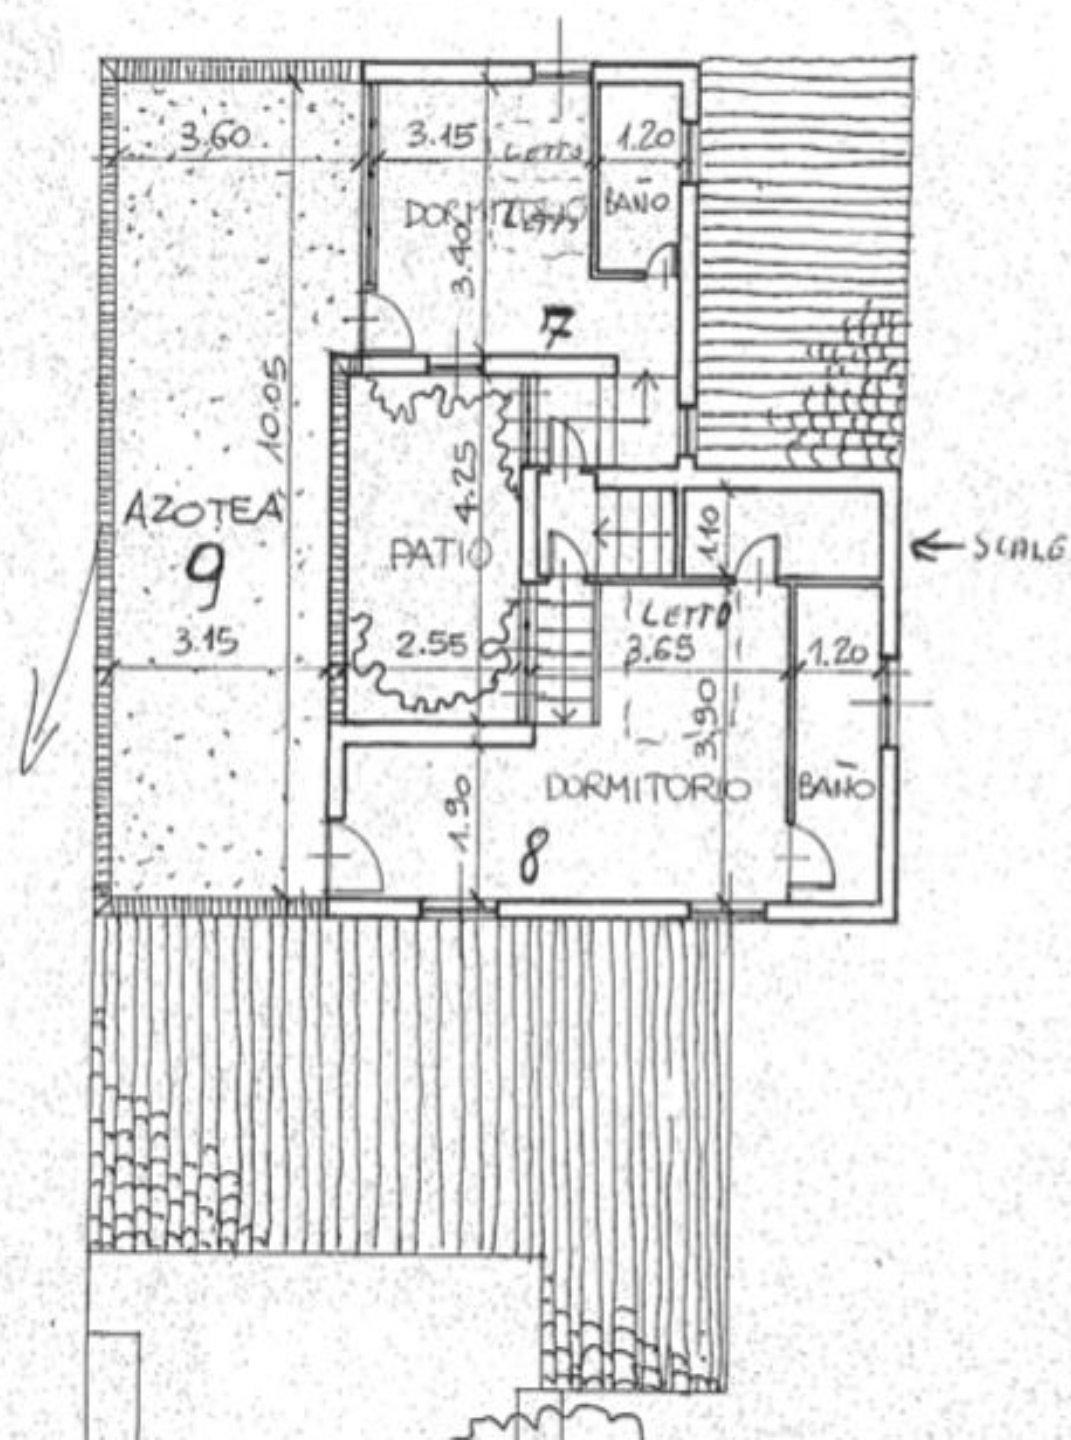 3.60
3.15
LETTO
1.20
DORMITORIO
LETTO
BAÑO
3.40
7
10.05
4.25
AZOTEA
9
PATIO
1.10
← SCALE
LETTO
3.15
2.55
3.65
1.20
3.90
DORMITORIO
BAÑO
1.90
8